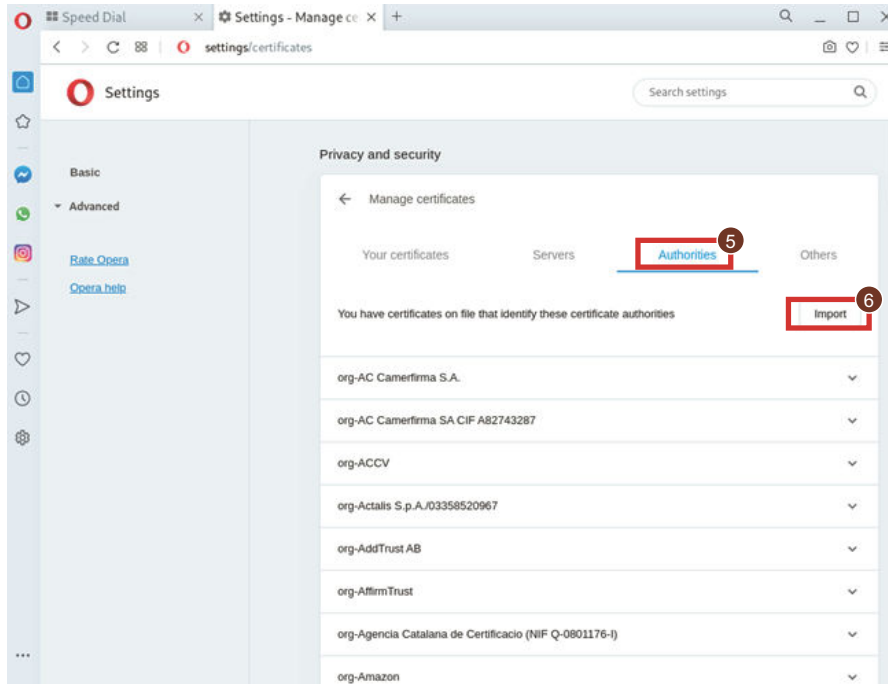 Speed Dial
Settings - Manage ce
settings/certificates
Settings
Search settings
Privacy and security
Basic
Manage certificates
Advanced
5
Your certificates
Servers
Authorities
Others
Rate Opera
Opera help
6
You have certificates on file that identify these certificate authorities
Import
org-AC Camerfirma S.A.
org-AC Camerfirma SA CIF A82743287
org-ACCV
org-Actalis S.p.A./03358520967
org-AddTrust AB
org-AffirmTrust
org-Agencia Catalana de Certificacio (NIF Q-0801176-I)
org-Amazon